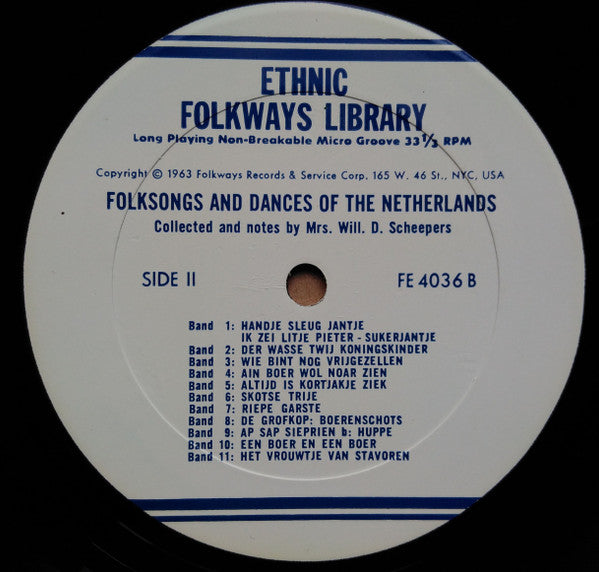 ETHNIC
FOLKWAYS LIBRARY
Long Playing Non-Breakable Micro Groove 33 1/3 RPM
Copyright © 1963 Folkways Records & Service Corp. 165 W. 46 St., NYC, USA
FOLKSONGS AND DANCES OF THE NETHERLANDS
Collected and notes by Mrs. Will. D. Scheepers
SIDE II FE 4036 B
Band 1: HANDJE SLEUG JANTJE
IK ZEI LITJE PIETER - SUKERJANTJE
Band 2: DER WASSE TWIJ KONINGSKINDER
Band 3: WIE BINT NOG VRIJGEZELLEN
Band 4: AIN BOER WOL NOAR ZIEN
Band 5: ALTIJD IS KORTJAKJE ZIEK
Band 6: SKOTSE TRIJE
Band 7: RIEPE GARSTE
Band 8: DE GROFKOP: BOERENSCHOTS
Band 9: AP SAP SIEPRIEN b: HUPPE
Band 10: EEN BOER EN EEN BOER
Band 11: HET VROUWTJE VAN STAVOREN